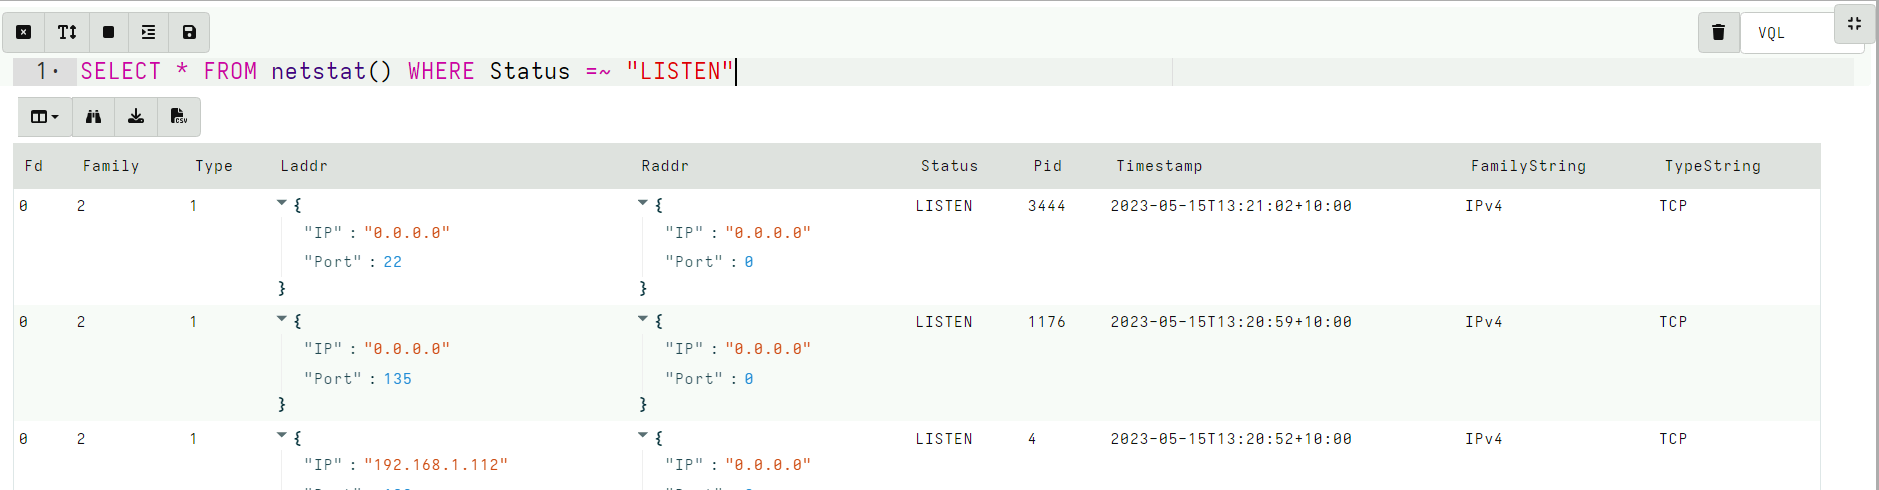 VQL
1 SELECT * FROM netstat() WHERE Status =~ "LISTEN"
Fd Family Type Laddr Raddr Status Pid Timestamp FamilyString TypeString
0 2 1 { { LISTEN 3444 2023-05-15T13:21:02+10:00 IPv4 TCP
"IP" : "0.0.0.0" "IP" : "0.0.0.0"
"Port" : 22 "Port" : 0
} }
0 2 1 { { LISTEN 1176 2023-05-15T13:20:59+10:00 IPv4 TCP
"IP" : "0.0.0.0" "IP" : "0.0.0.0"
"Port" : 135 "Port" : 0
} }
0 2 1 { { LISTEN 4 2023-05-15T13:20:52+10:00 IPv4 TCP
"IP" : "192.168.1.112" "IP" : "0.0.0.0"